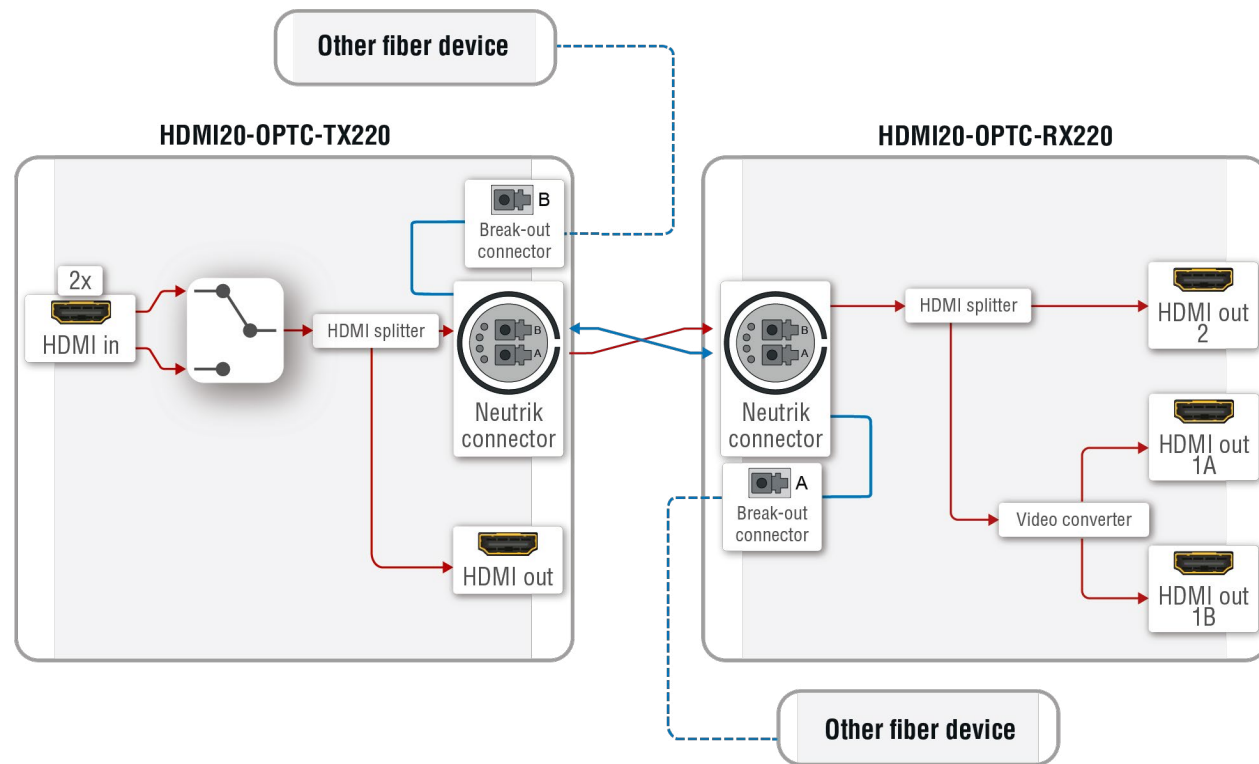 Other fiber device
HDMI20-OPTC-TX220
HDMI20-OPTC-RX220
B
Break-out
connector
2x
HDMI in
HDMI splitter
B
A
Neutrik
connector
HDMI out
B
A
Neutrik
connector
A
Break-out
connector
HDMI splitter
HDMI out
2
HDMI out
1A
Video converter
HDMI out
1B
Other fiber device